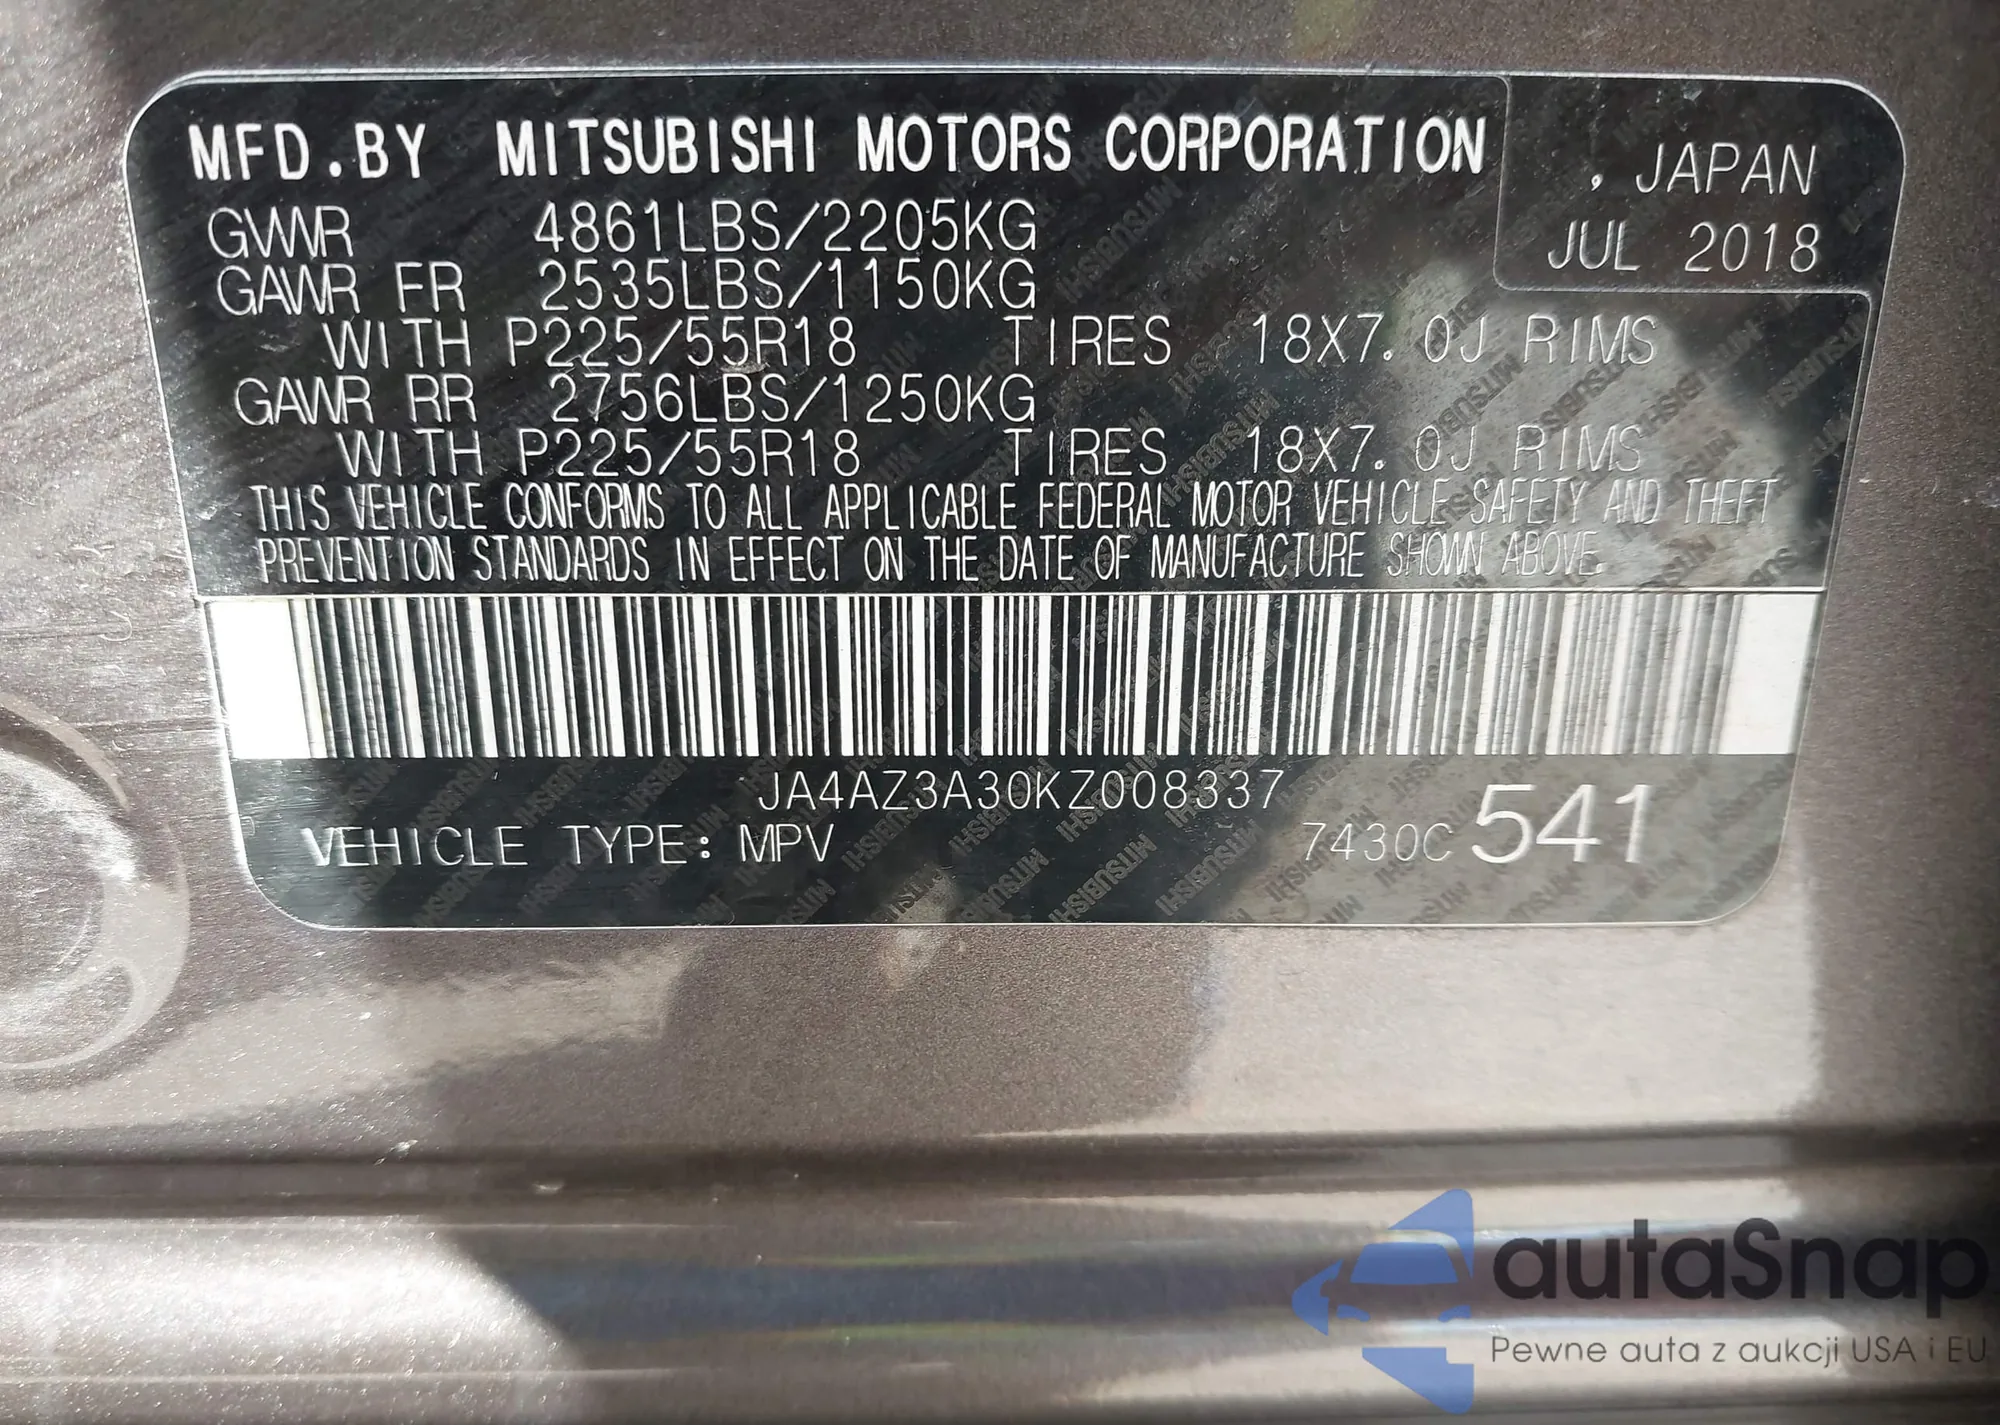 MFD.BY MITSUBISHI MOTORS CORPORATION , JAPAN
JUL 2018
GVWR 4861LBS/2205KG
GAWR FR 2535LBS/1150KG
WITH P225/55R18 TIRES 18X7.0J RIMS
GAWR RR 2756LBS/1250KG
WITH P225/55R18 TIRES 18X7.0J RIMS
THIS VEHICLE CONFORMS TO ALL APPLICABLE FEDERAL MOTOR VEHICLE SAFETY AND THEFT
PREVENTION STANDARDS IN EFFECT ON THE DATE OF MANUFACTURE SHOWN ABOVE.
JA4AZ3A30KZ008337
VEHICLE TYPE: MPV 7430C 541
autaSnap
Pewne auta z aukcji USA i EU